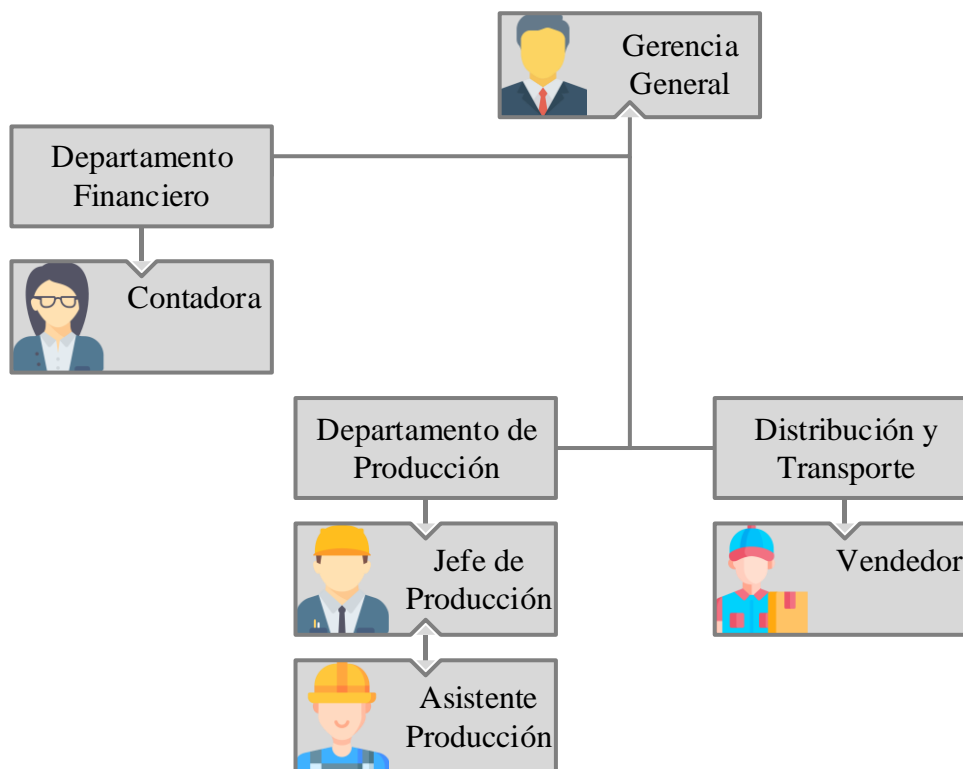 Gerencia
General
Departamento
Financiero
Contadora
Departamento de
Producción
Distribución y
Transporte
Jefe de
Producción
Vendedor
Asistente
Producción